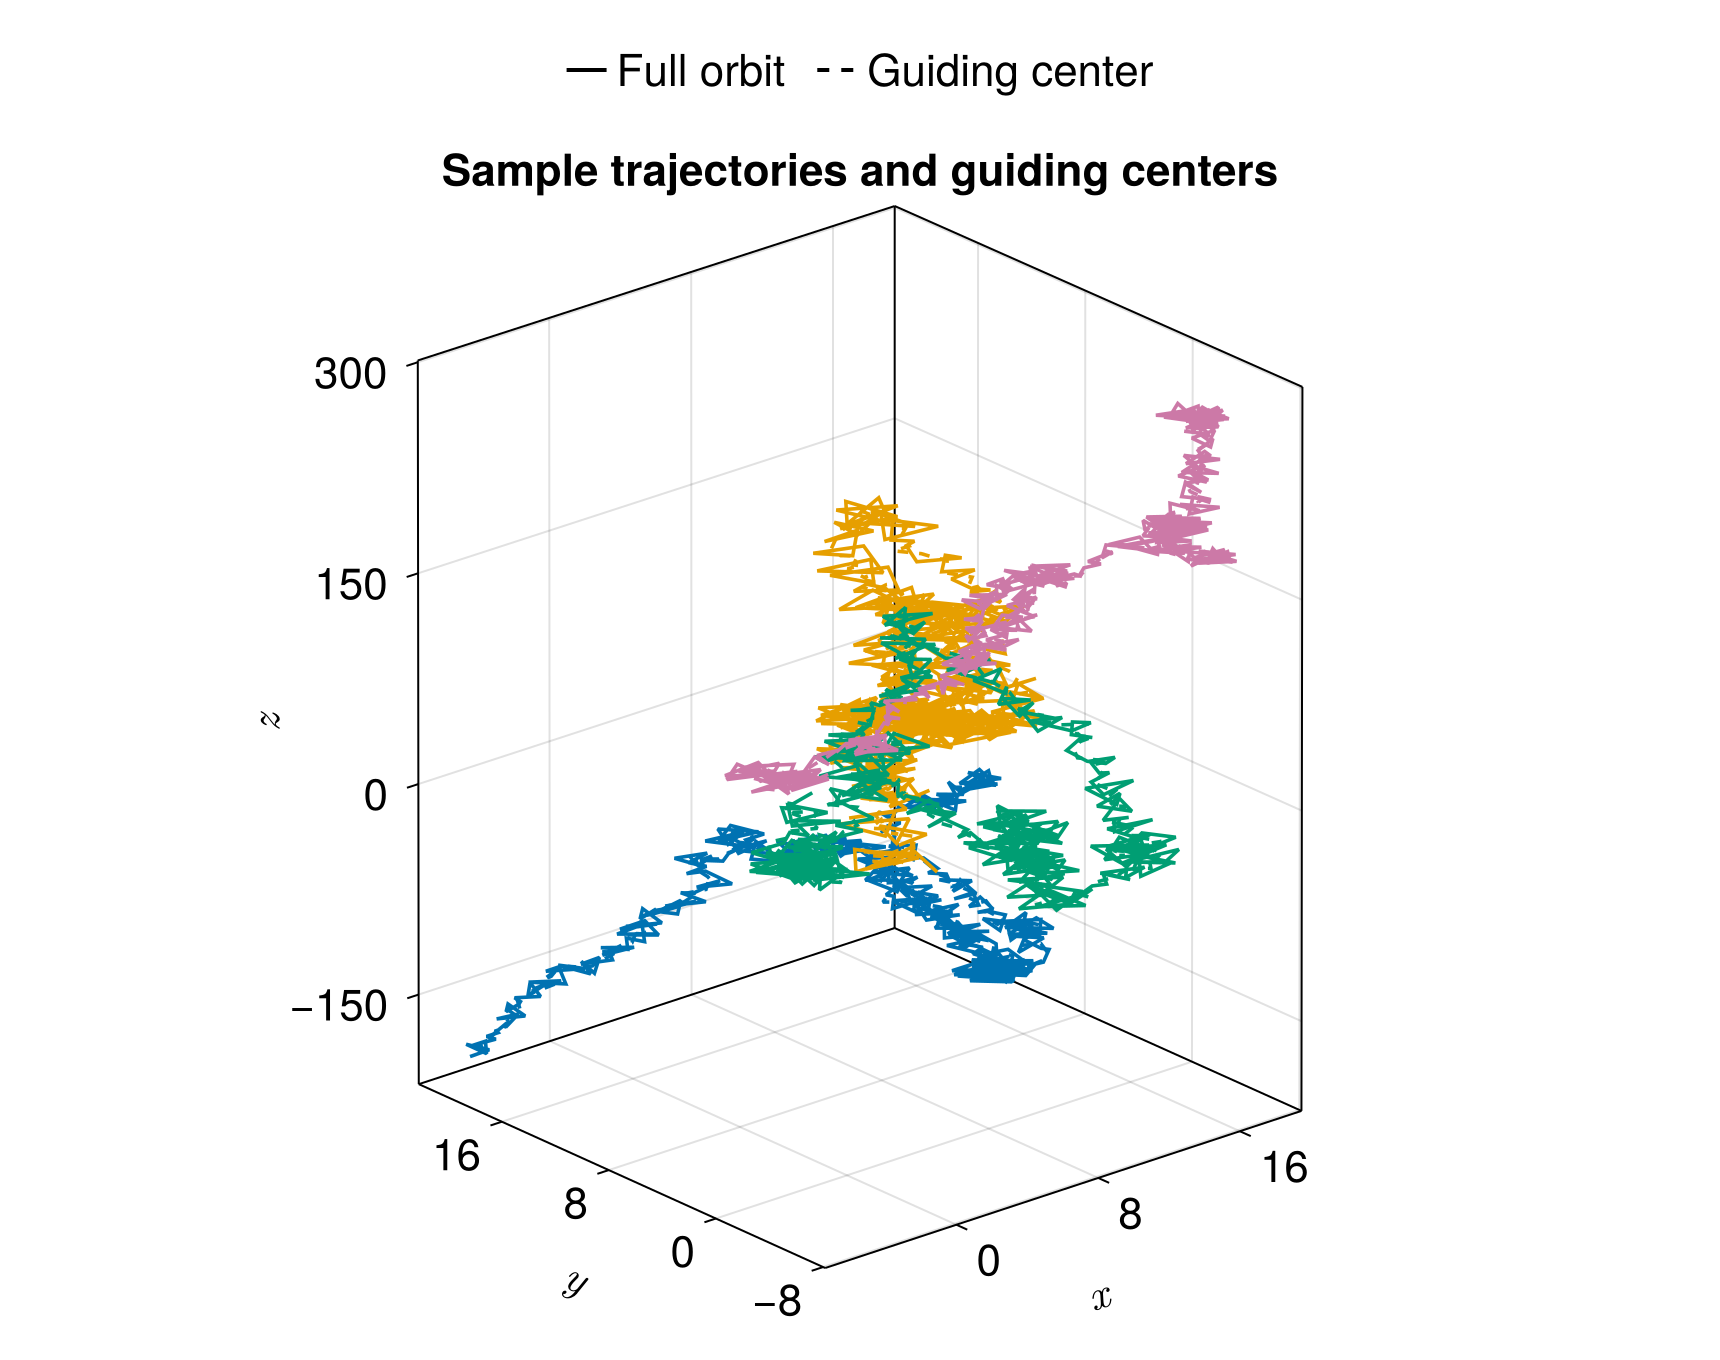 Full orbit Guiding center
Sample trajectories and guiding centers
300
150
0
−150
z
16
8
0
−8
y
0
8
16
x